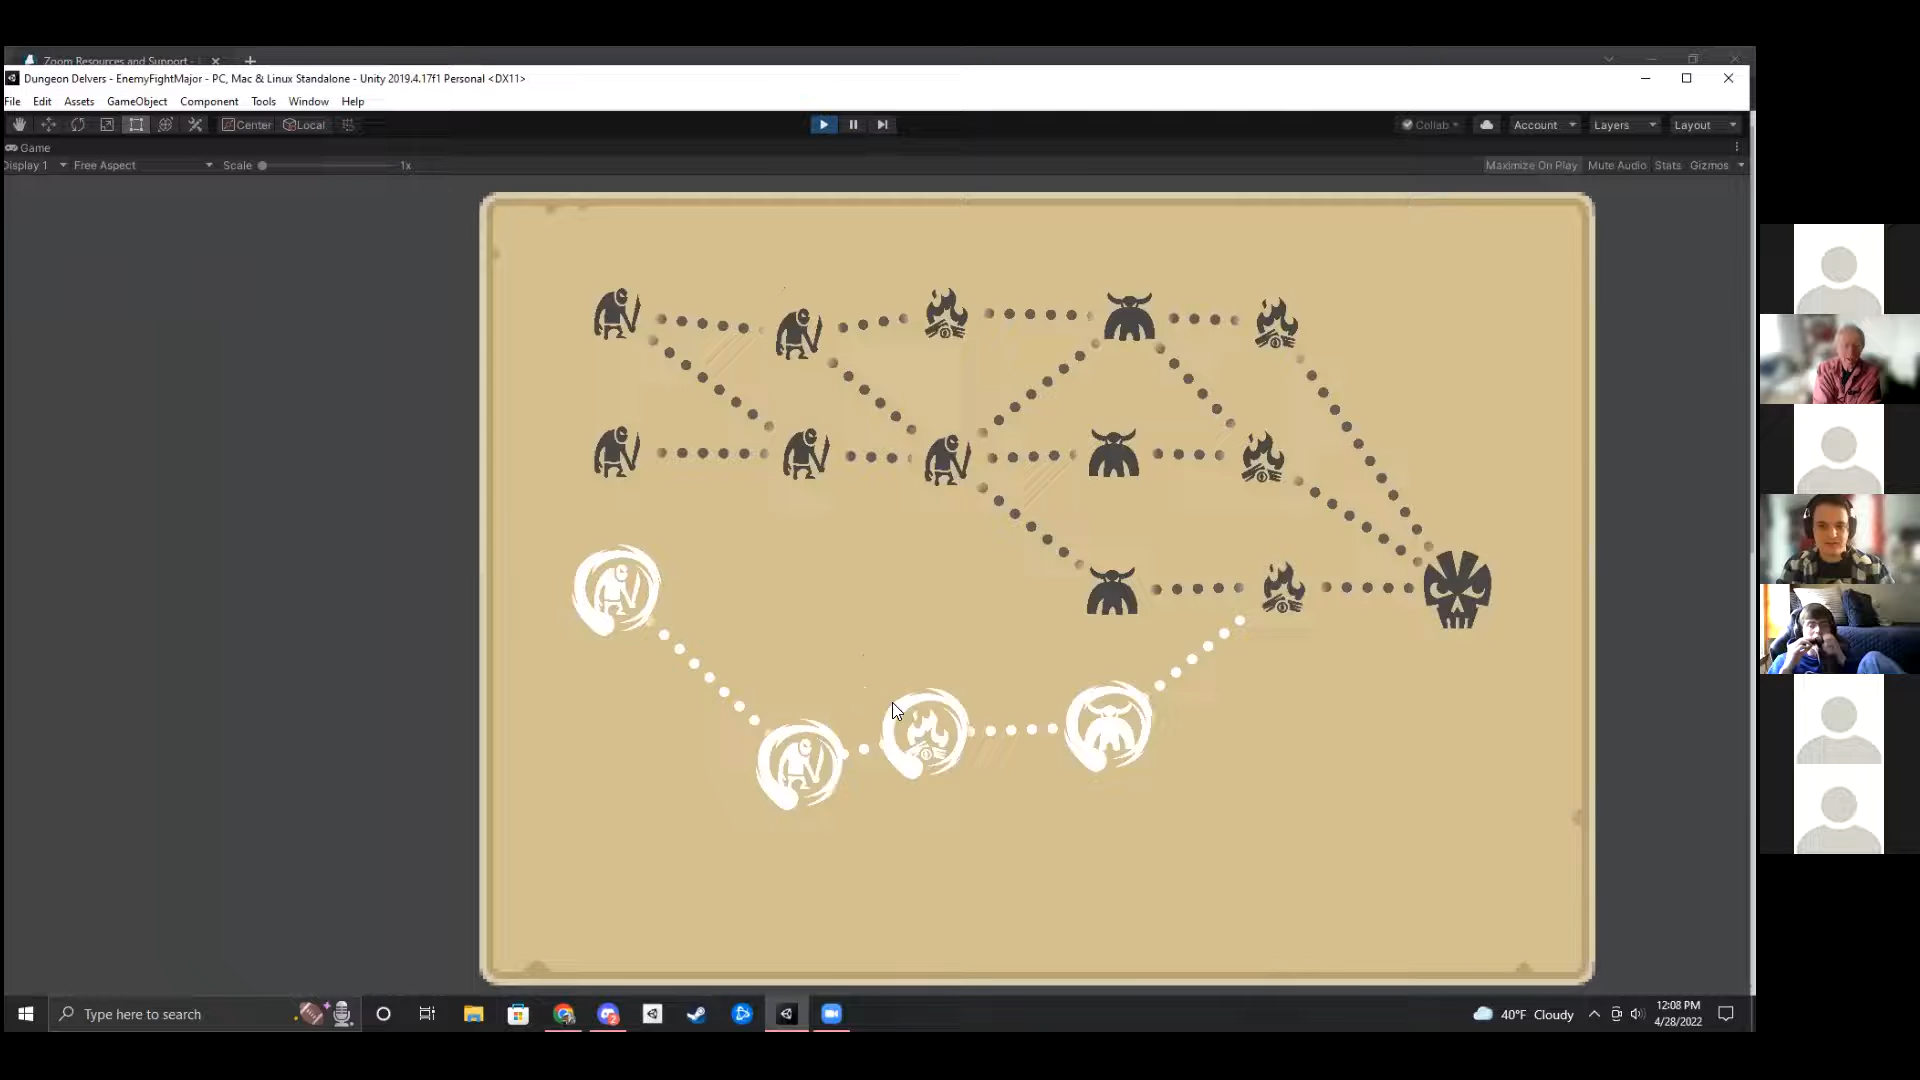 Zoom Resources and Support -
Dungeon Delvers - EnemyFightMajor - PC, Mac & Linux Standalone - Unity 2019.4.17f1 Personal <DX11>
File Edit Assets GameObject Component Tools Window Help
Center Local Collab Account Layers Layout
Game
Display 1 Free Aspect Scale 1x Maximize On Play Mute Audio Stats Gizmos
Type here to search 2 40°F Cloudy 12:08 PM
4/28/2022